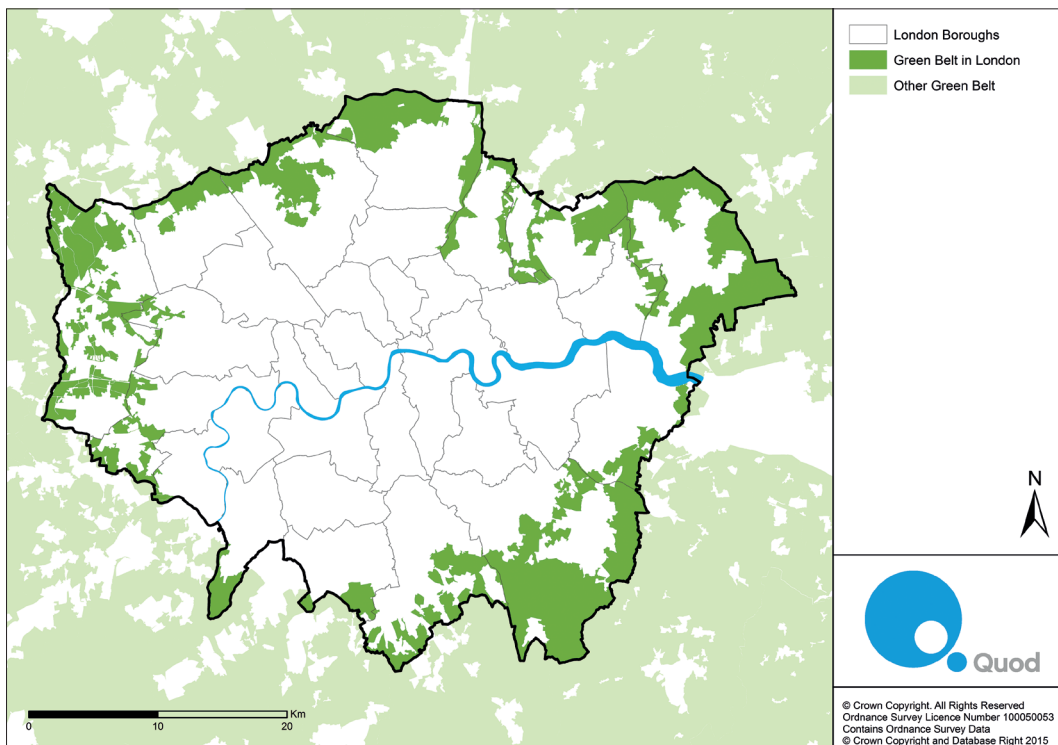 London Boroughs
Green Belt in London
Other Green Belt
N
Quod
Km
0 10 20
© Crown Copyright. All Rights Reserved
Ordnance Survey Licence Number 100050053
Contains Ordnance Survey Data
© Crown Copyright and Database Right 2015